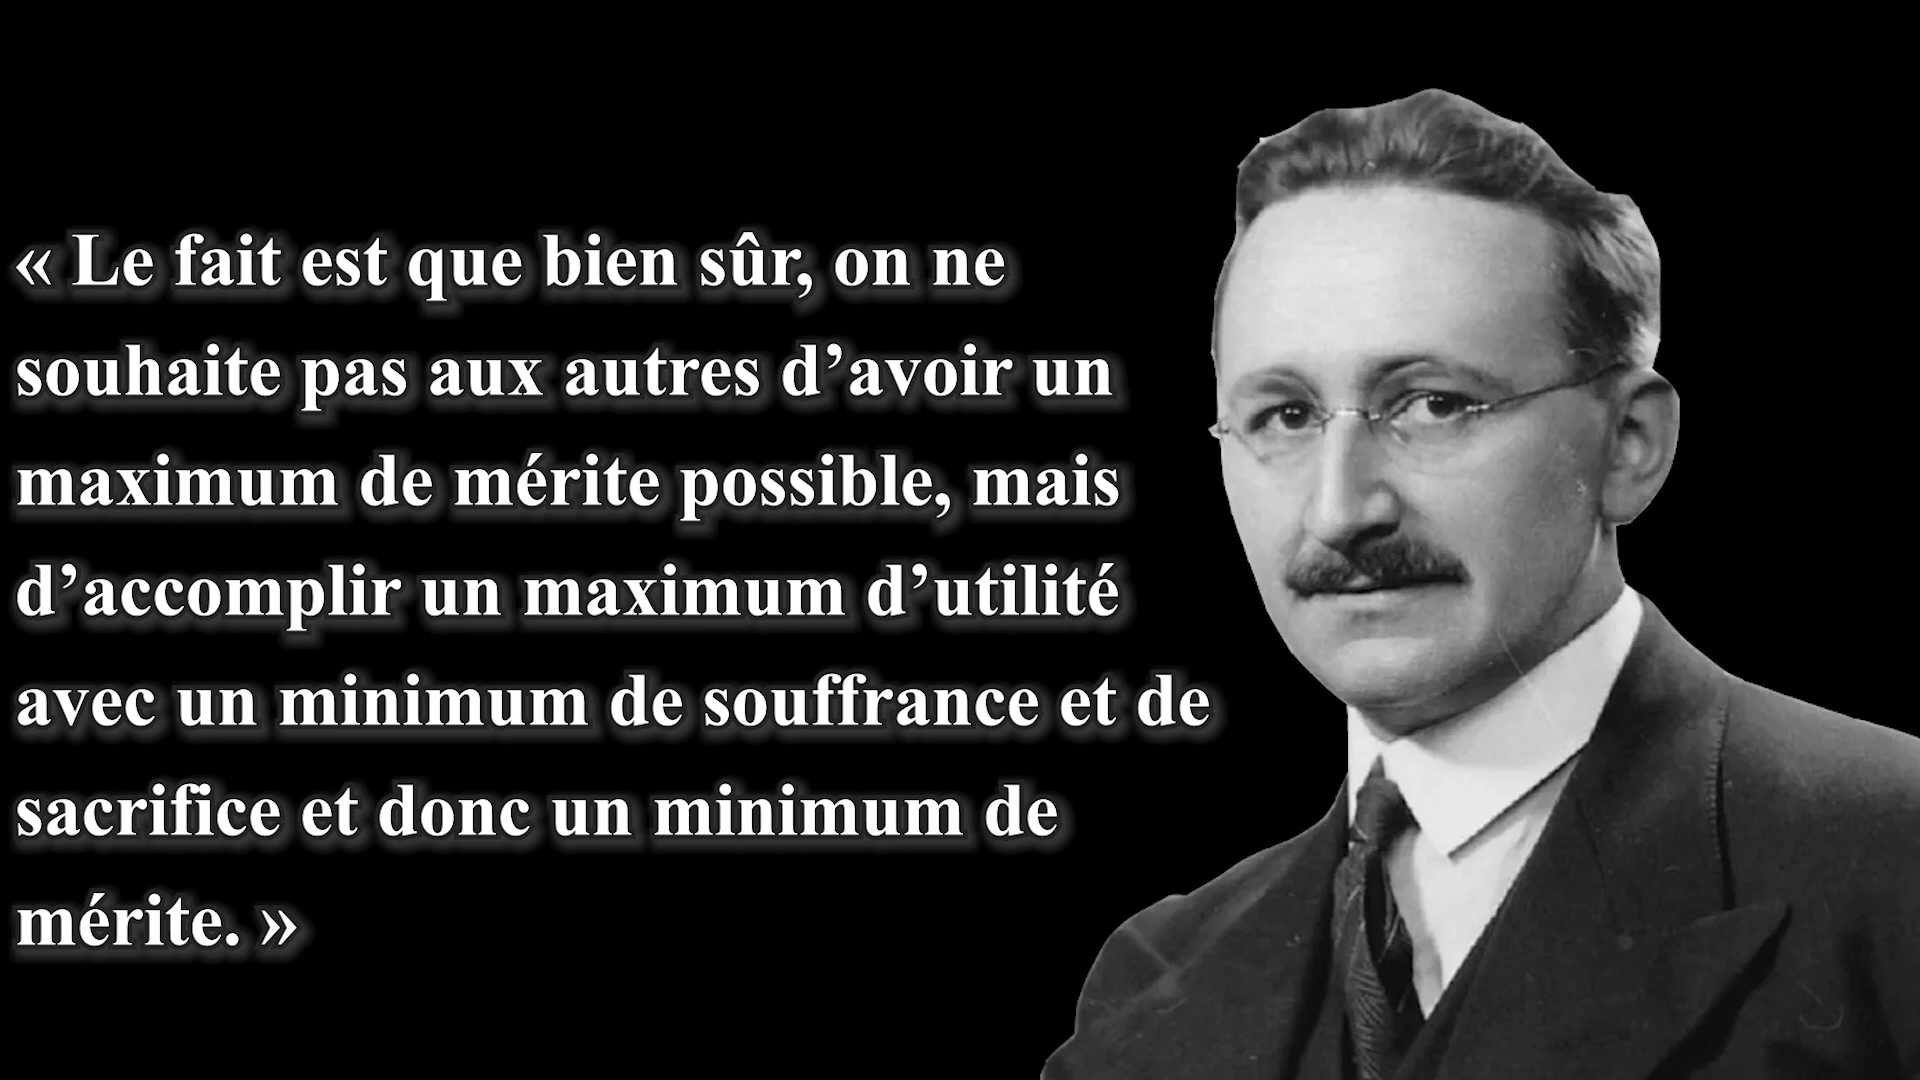 « Le fait est que bien sûr, on ne
souhaite pas aux autres d’avoir un
maximum de mérite possible, mais
d’accomplir un maximum d’utilité
avec un minimum de souffrance et de
sacrifice et donc un minimum de
mérite. »